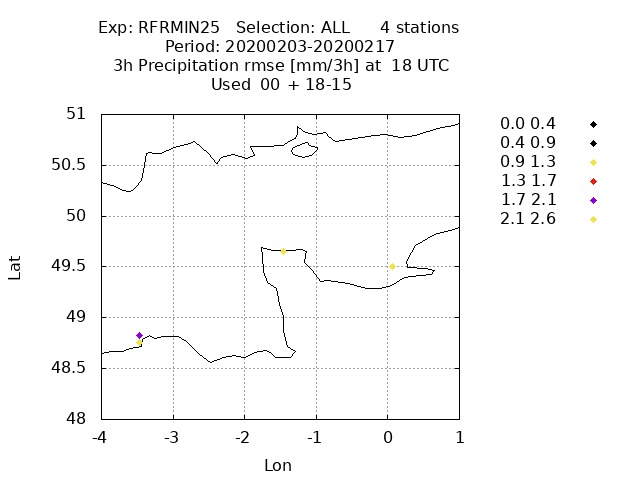 Exp: RFRMIN25 Selection: ALL 4 stations
Period: 20200203-20200217
3h Precipitation rmse [mm/3h] at 18 UTC
Used 00 + 18-15
51
50.5
50
49.5
49
48.5
48
-4 -3 -2 -1 0 1
Lat
Lon
0.0 0.4
0.4 0.9
0.9 1.3
1.3 1.7
1.7 2.1
2.1 2.6